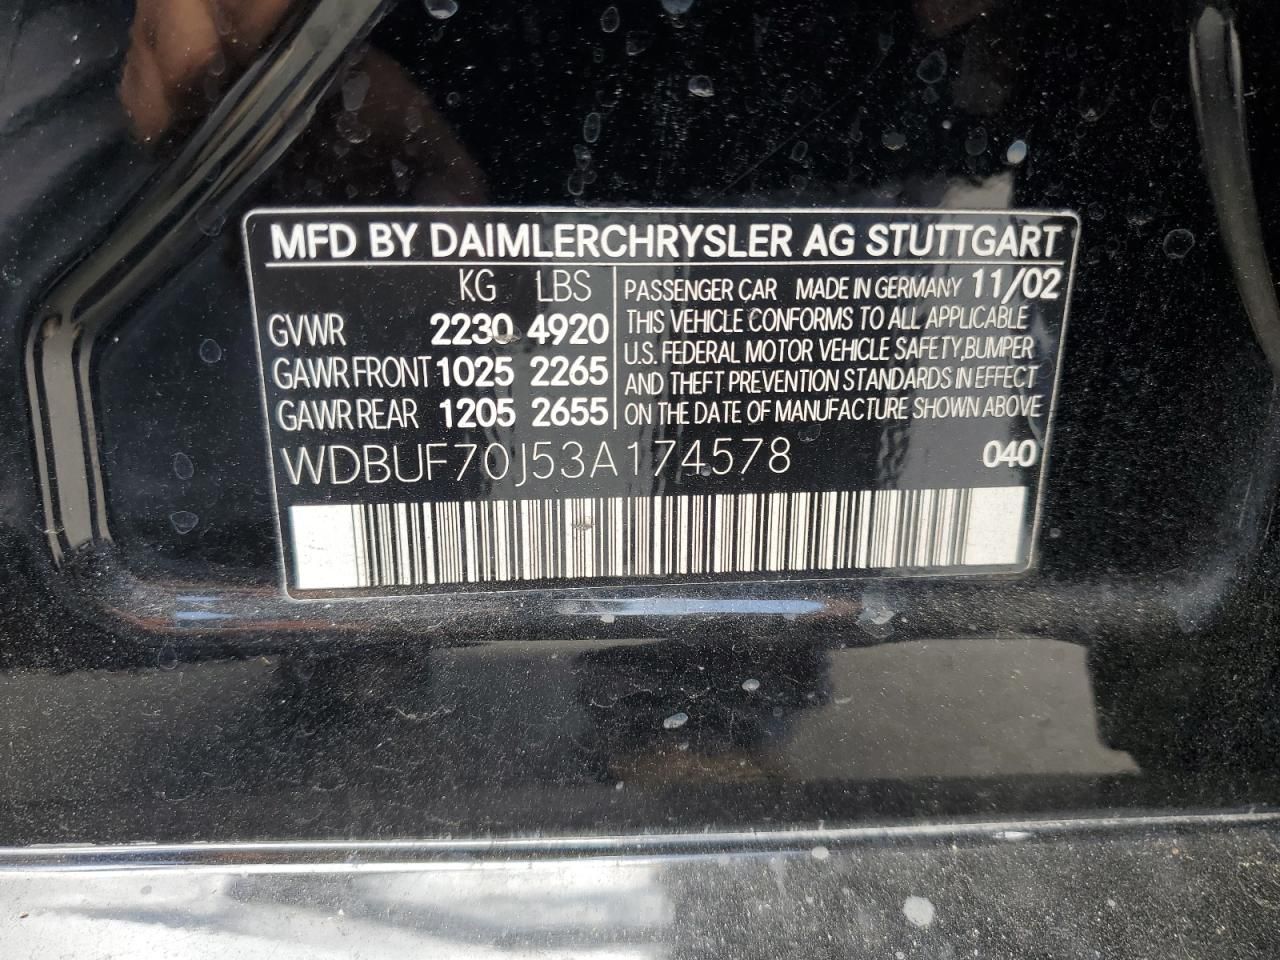 MFD BY DAIMLERCHRYSLER AG STUTTGART
KG LBS
GVWR 2230 4920
GAWR FRONT 1025 2265
GAWR REAR 1205 2655
PASSENGER CAR MADE IN GERMANY 11/02
THIS VEHICLE CONFORMS TO ALL APPLICABLE
U.S. FEDERAL MOTOR VEHICLE SAFETY, BUMPER
AND THEFT PREVENTION STANDARDS IN EFFECT
ON THE DATE OF MANUFACTURE SHOWN ABOVE
WDBUF70J53A174578 040